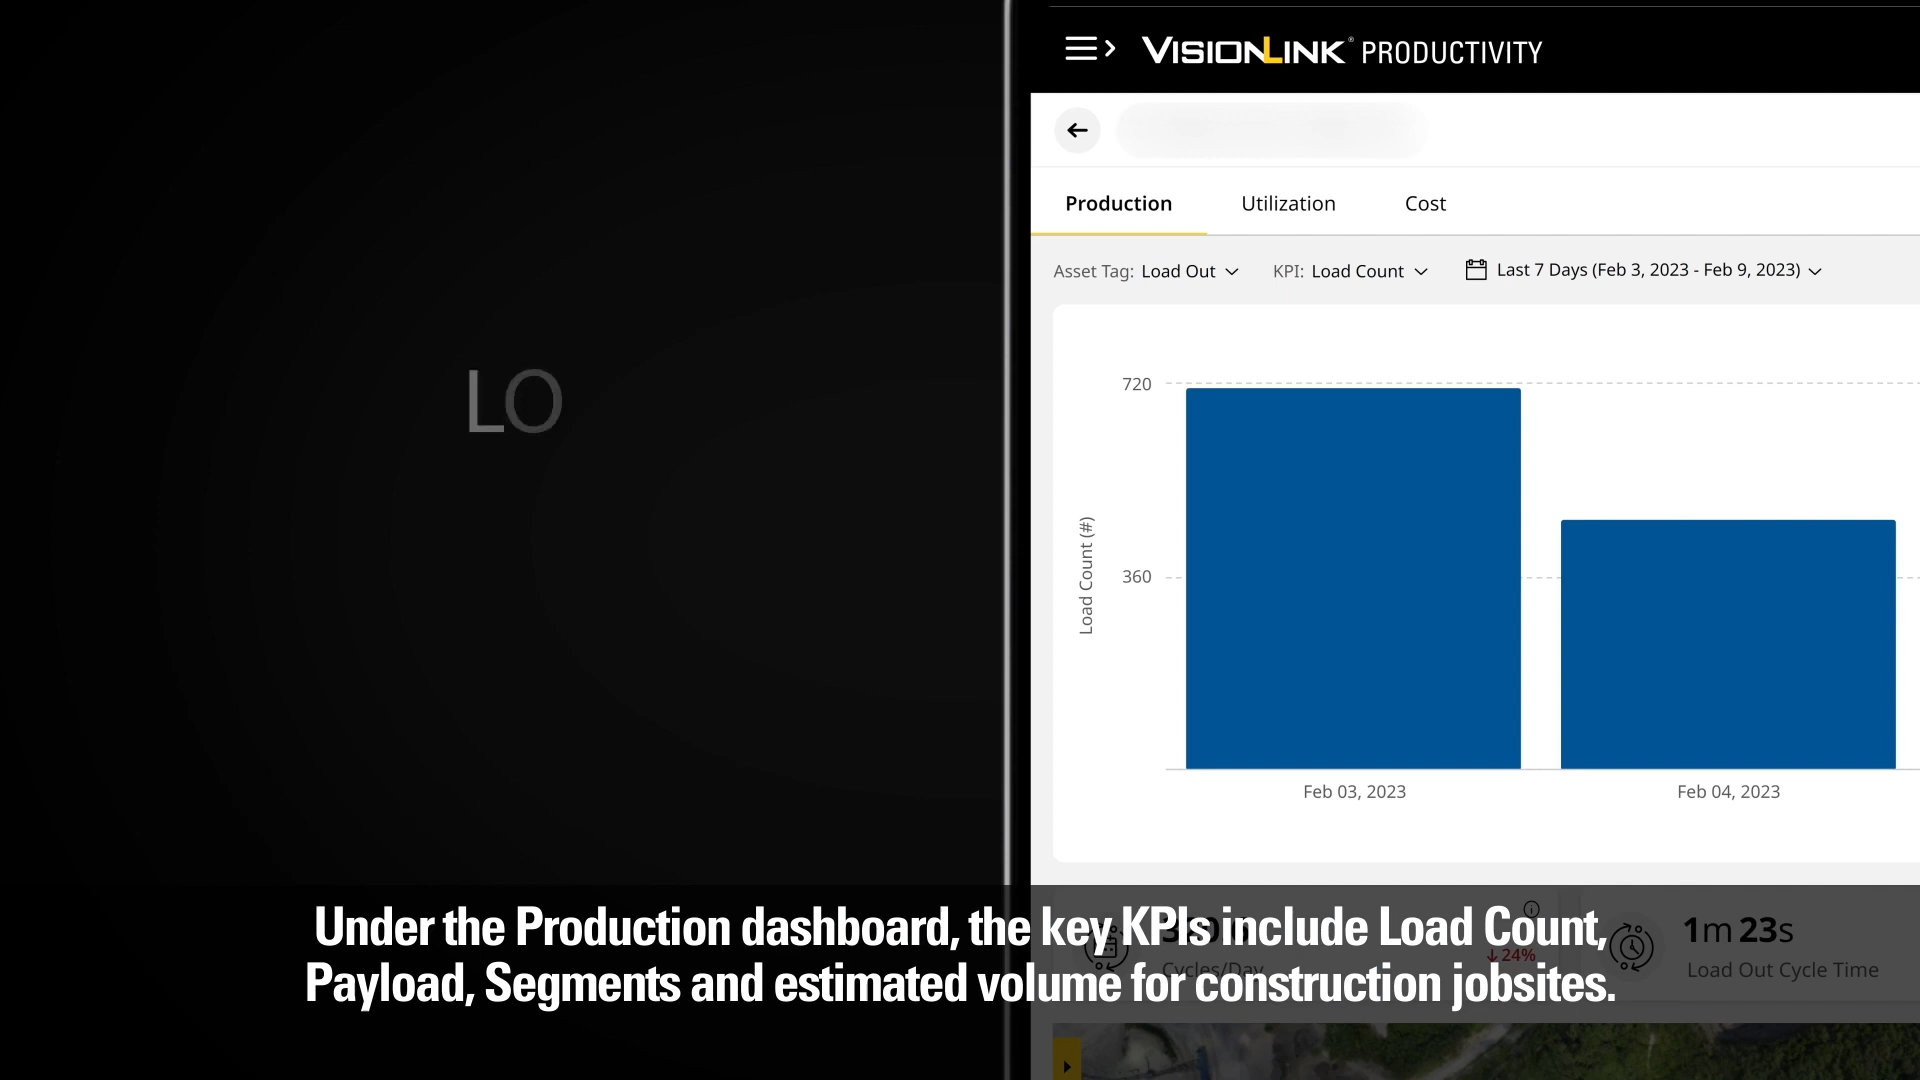 VISIONLINK® PRODUCTIVITY
Production Utilization Cost
Asset Tag: Load Out KPI: Load Count Last 7 Days (Feb 3, 2023 - Feb 9, 2023)
LO
720
360
Load Count (#)
Feb 03, 2023 Feb 04, 2023
Under the Production dashboard, the key KPIs include Load Count,
Payload, Segments and estimated volume for construction jobsites.
Cycles/Day
↓24%
1m 23s
Load Out Cycle Time